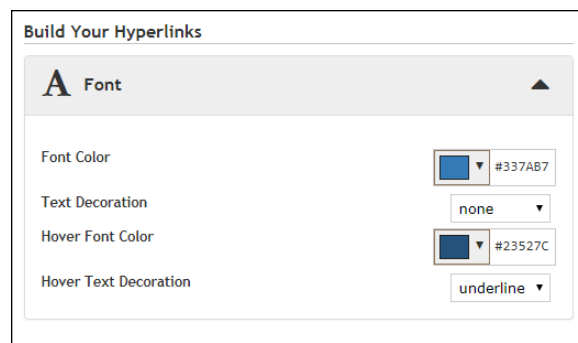 Build Your Hyperlinks
A Font
Font Color #337AB7
Text Decoration none
Hover Font Color #23527C
Hover Text Decoration underline